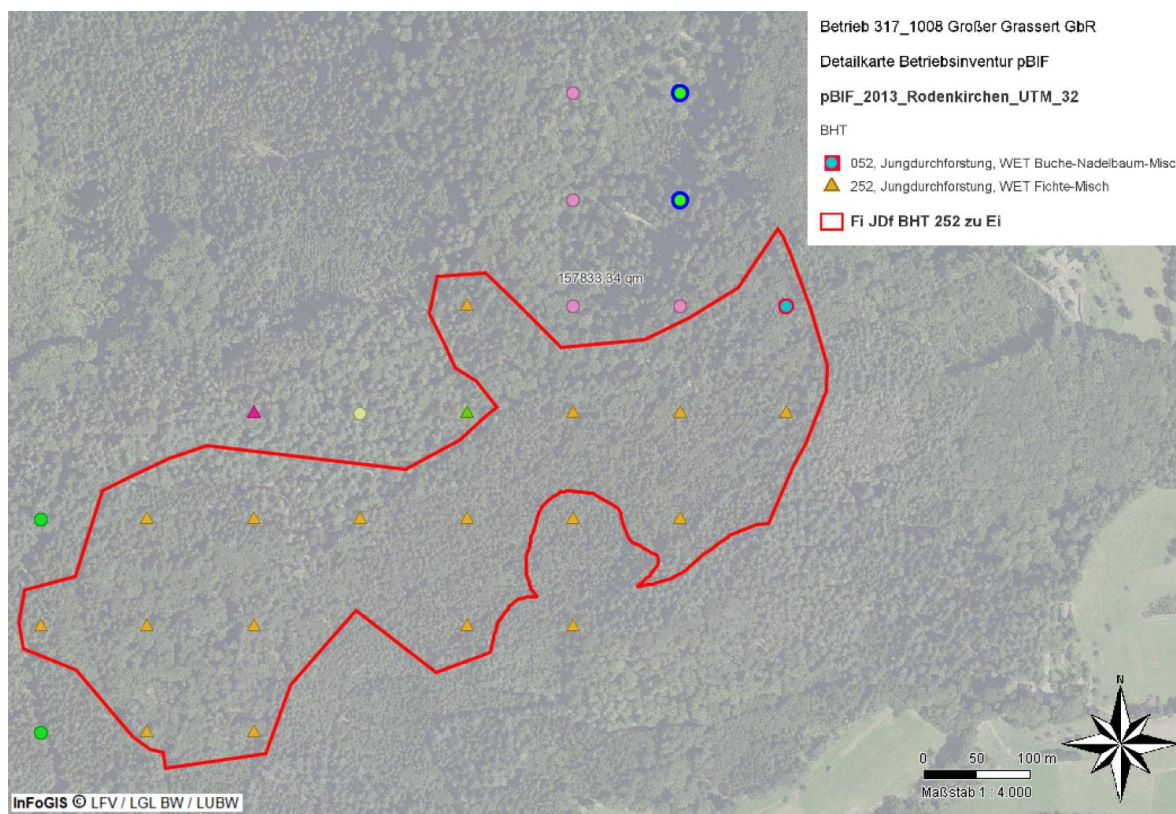 Betrieb 317_1008 Großer Grassert GbR
Detailkarte Betriebsinventur pBIF
pBIF_2013_Rodenkirchen_UTM_32
BHT
052, Jungdurchforstung, WET Buche-Nadelbaum-Misc
252, Jungdurchforstung, WET Fichte-Misch
Fi JDf BHT 252 zu Ei
157833,34 qm
N
0 50 100 m
Maßstab 1 : 4.000
InFoGIS © LFV / LGL BW / LUBW